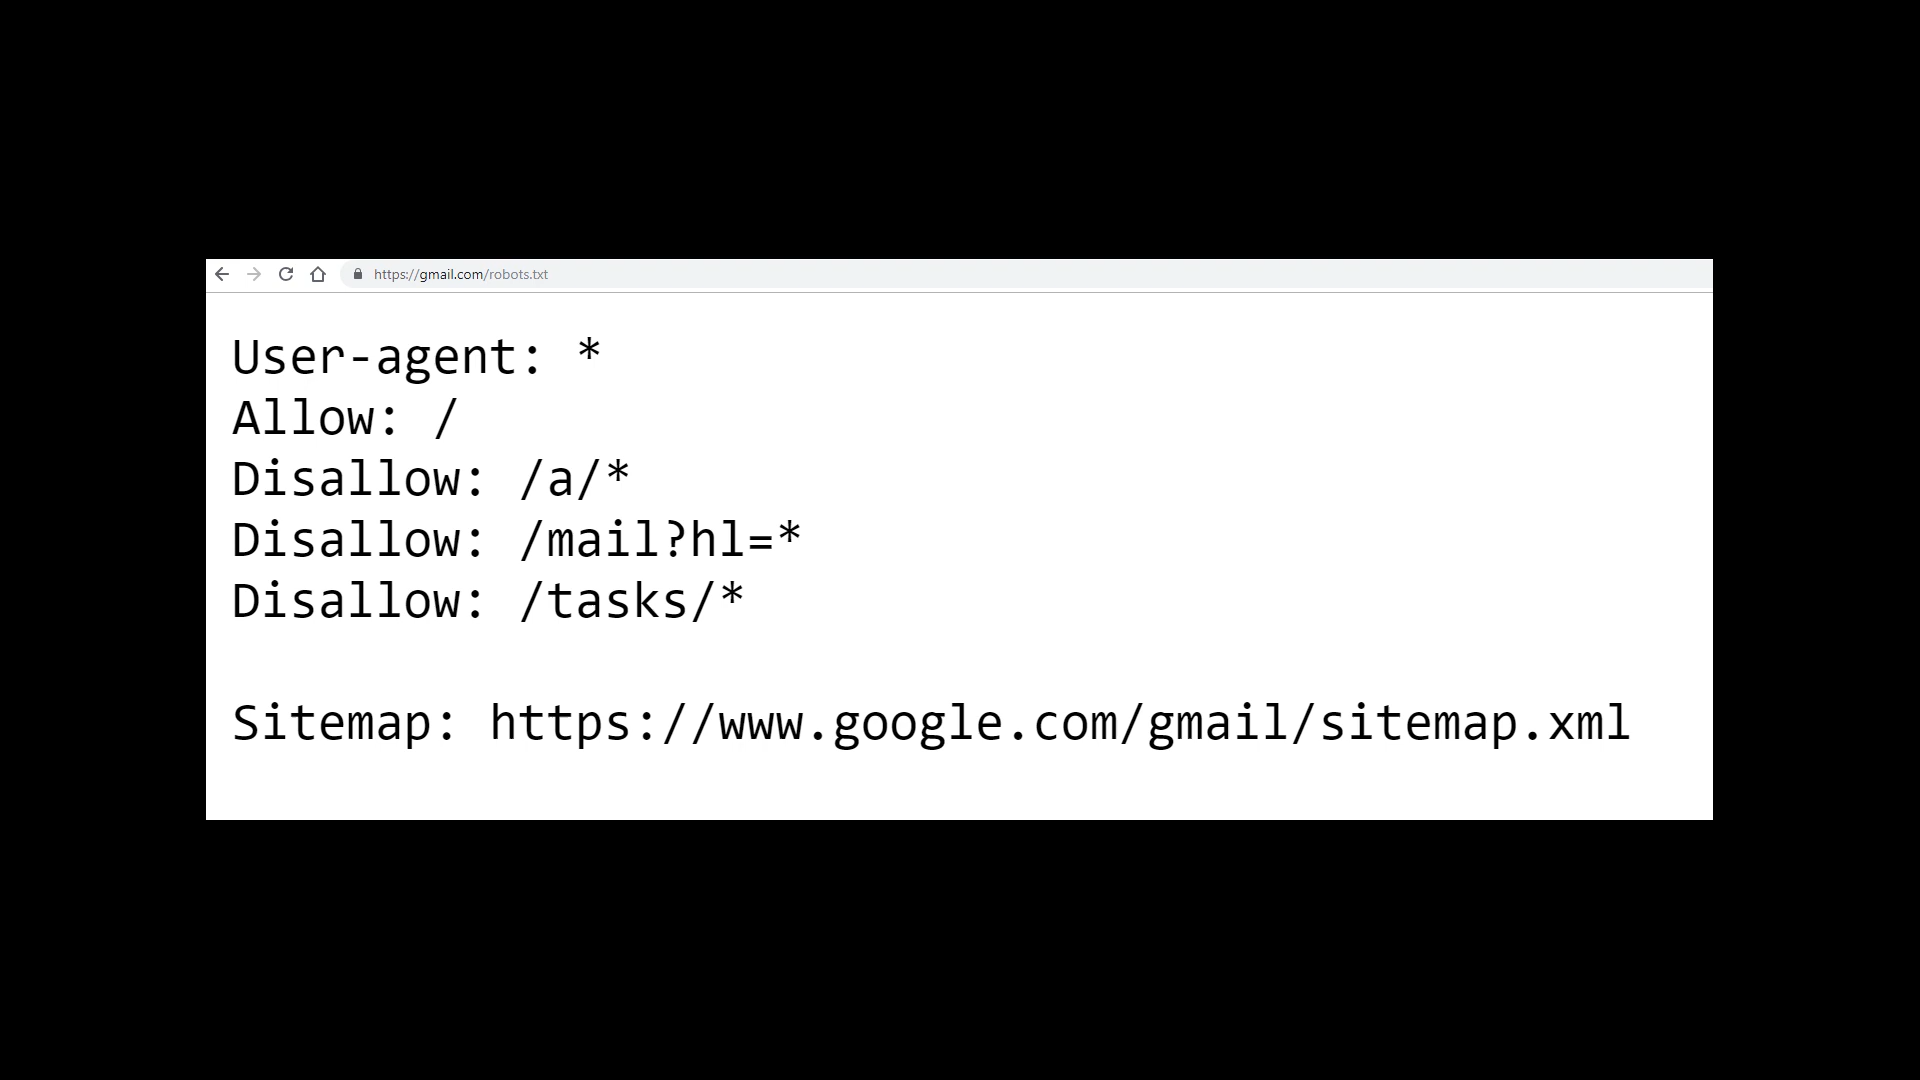 https://gmail.com/robots.txt
User-agent: *
Allow: /
Disallow: /a/*
Disallow: /mail?hl=*
Disallow: /tasks/*
Sitemap: https://www.google.com/gmail/sitemap.xml